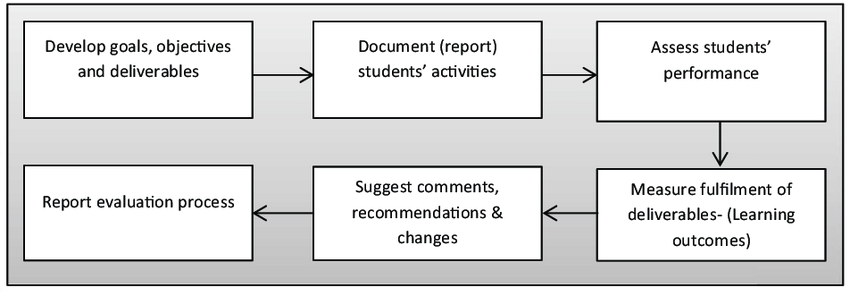 Develop goals, objectives
and deliverables
Document (report)
students' activities
Assess students'
performance
Measure fulfilment of
deliverables- (Learning
outcomes)
Suggest comments,
recommendations &
changes
Report evaluation process